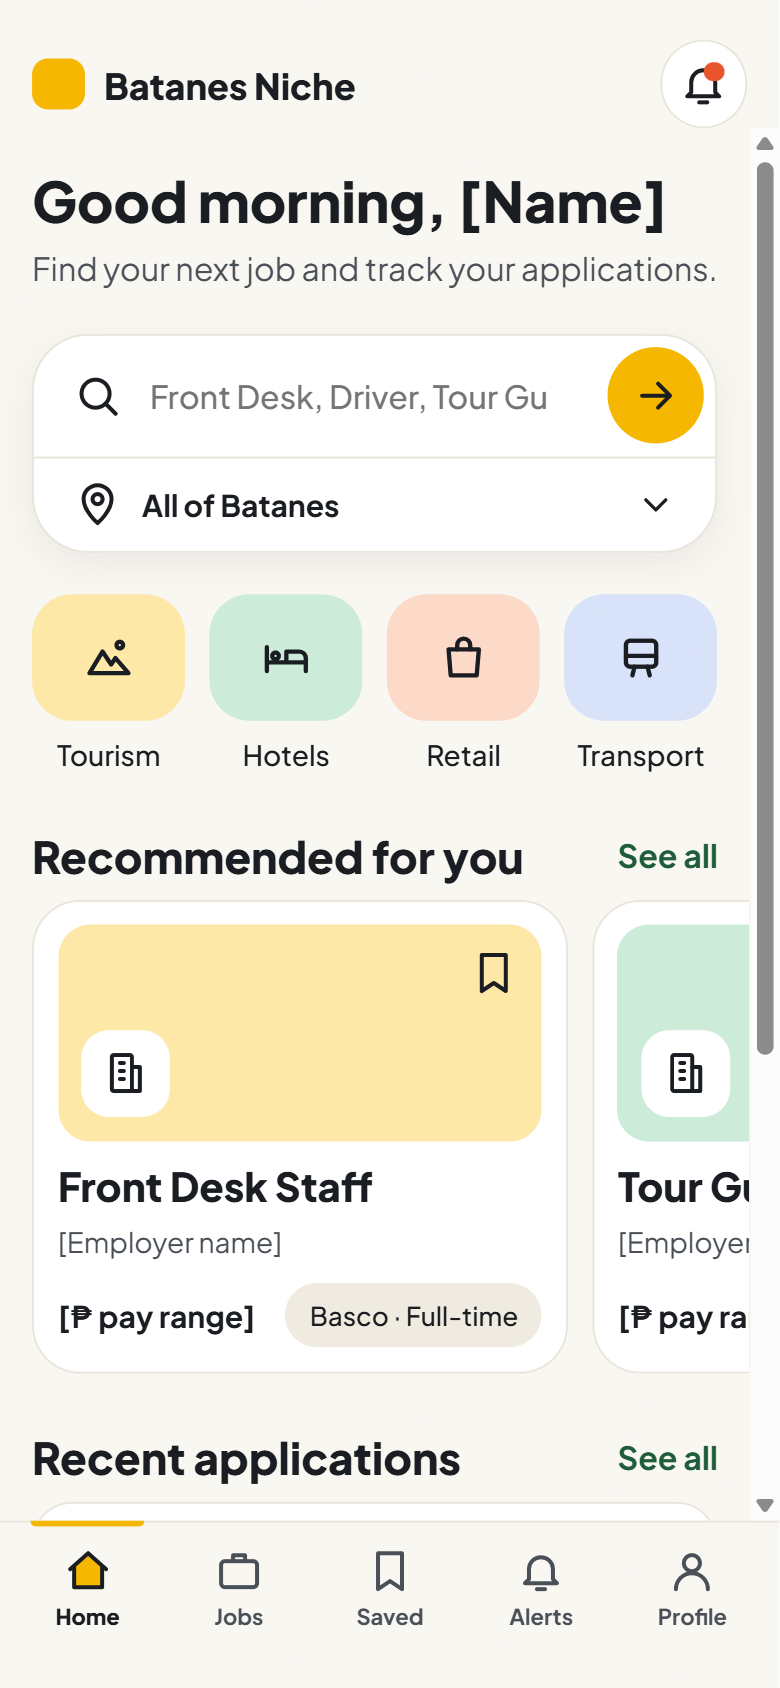 Batanes Niche
Good morning, [Name]
Find your next job and track your applications.
Front Desk, Driver, Tour Gu
All of Batanes
Tourism Hotels Retail Transport
Recommended for you See all
Front Desk Staff
[Employer name]
[₱ pay range] Basco · Full-time
Tour Gu
[Employer
[₱ pay ra
Recent applications See all
Home Jobs Saved Alerts Profile